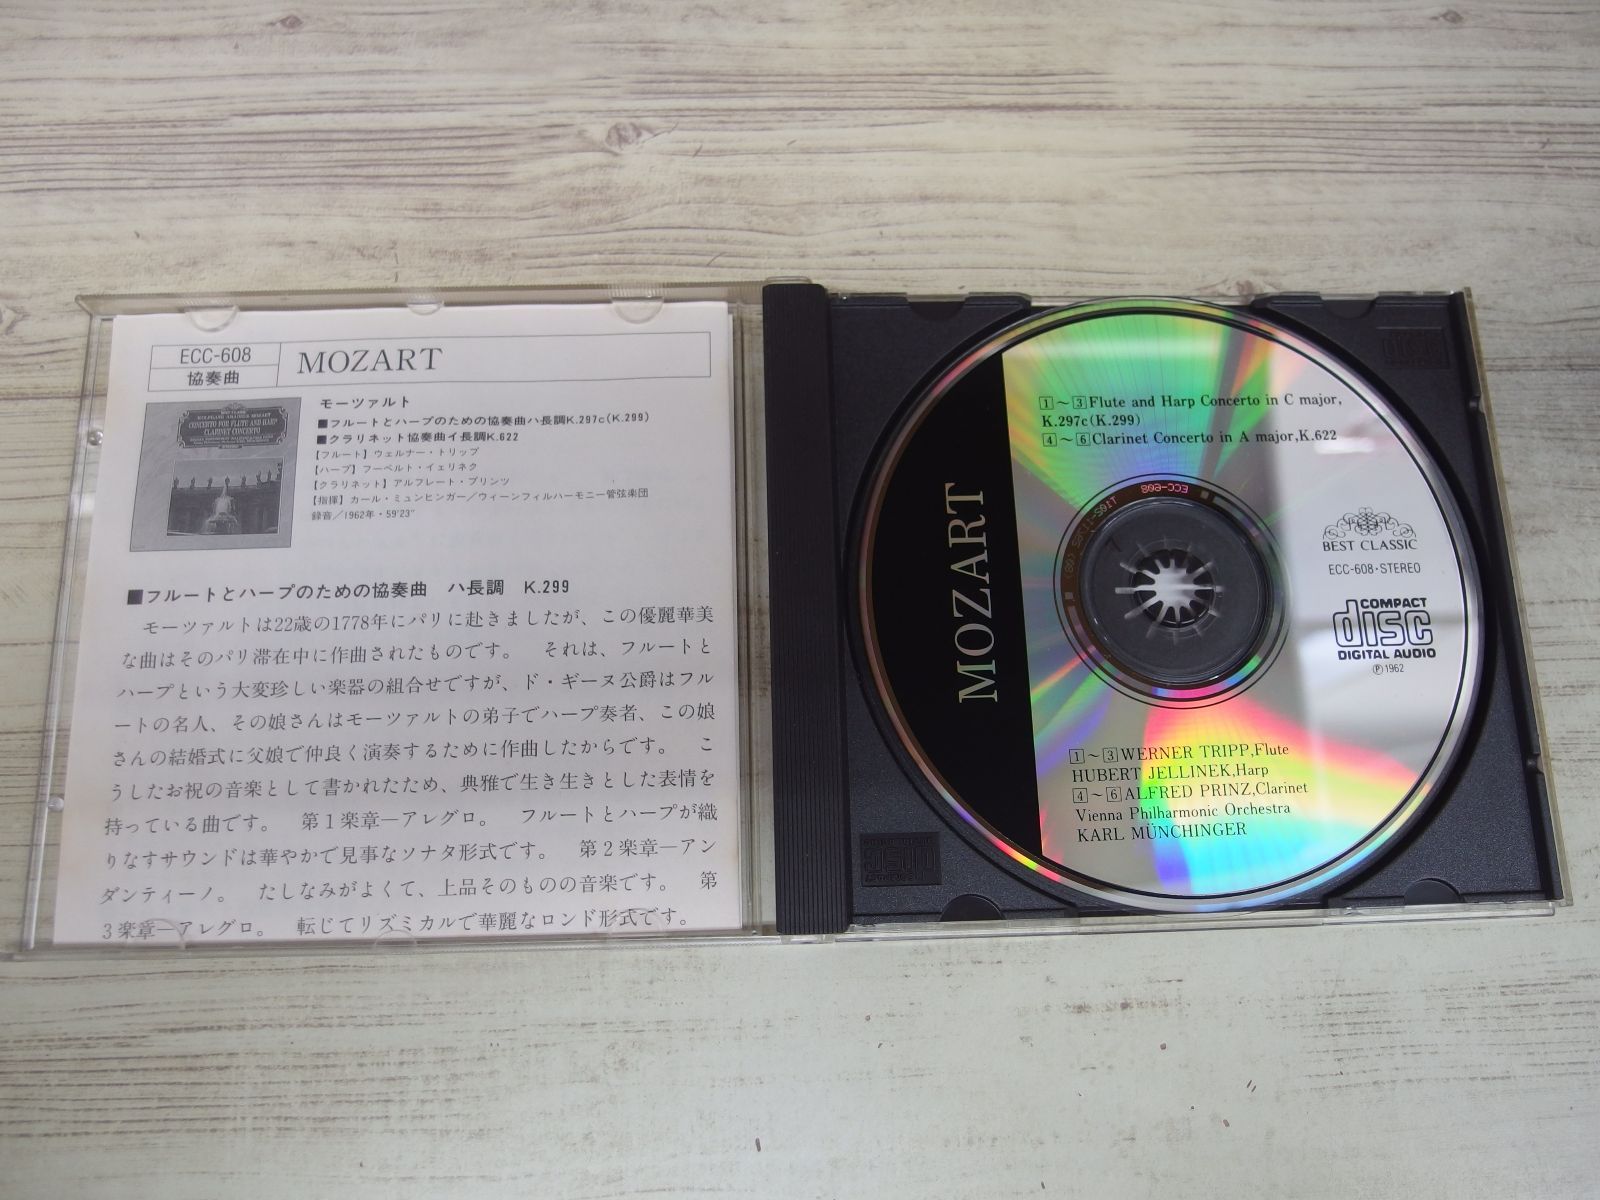 ECC-608
協奏曲
MOZART
BEST CLASSIC
WOLFGANG AMADEUS MOZART
CONCERTO FOR FLUTE AND HARP
CLARINET CONCERTO
モーツァルト
■フルートとハープのための協奏曲ハ長調K.297c(K.299)
■クラリネット協奏曲イ長調K.622
【フルート】ウェルナー・トリップ
【ハープ】フーベルト・イェリネク
【クラリネット】アルフレート・プリンツ
【指揮】カール・ミュンヒンガー／ウィーンフィルハーモニー管弦楽団
録音／1962年・59'23"
■フルートとハープのための協奏曲　ハ長調　K.299
モーツァルトは22歳の1778年にパリに赴きましたが、この優麗華美
な曲はそのパリ滞在中に作曲されたものです。　それは、フルートと
ハープという大変珍しい楽器の組合せですが、ド・ギーヌ公爵はフル
ートの名人、その娘さんはモーツァルトの弟子でハープ奏者、この娘
さんの結婚式に父娘で仲良く演奏するために作曲したからです。　こ
うしたお祝の音楽として書かれたため、典雅で生き生きとした表情を
持っている曲です。　第1楽章―アレグロ。　フルートとハープが織
りなすサウンドは華やかで見事なソナタ形式です。　第2楽章―アン
ダンティーノ。　たしなみがよくて、上品そのものの音楽です。　第
3楽章―アレグロ。　転じてリズミカルで華麗なロンド形式です。
MOZART
1～3Flute and Harp Concerto in C major,
K.297c(K.299)
4～6Clarinet Concerto in A major,K.622
ECC-608
BEST CLASSIC
ECC-608・STEREO
COMPACT
disc
DIGITAL AUDIO
Ⓟ1962
1～3WERNER TRIPP,Flute
HUBERT JELLINEK,Harp
4～6ALFRED PRINZ,Clarinet
Vienna Philharmonic Orchestra
KARL MÜNCHINGER